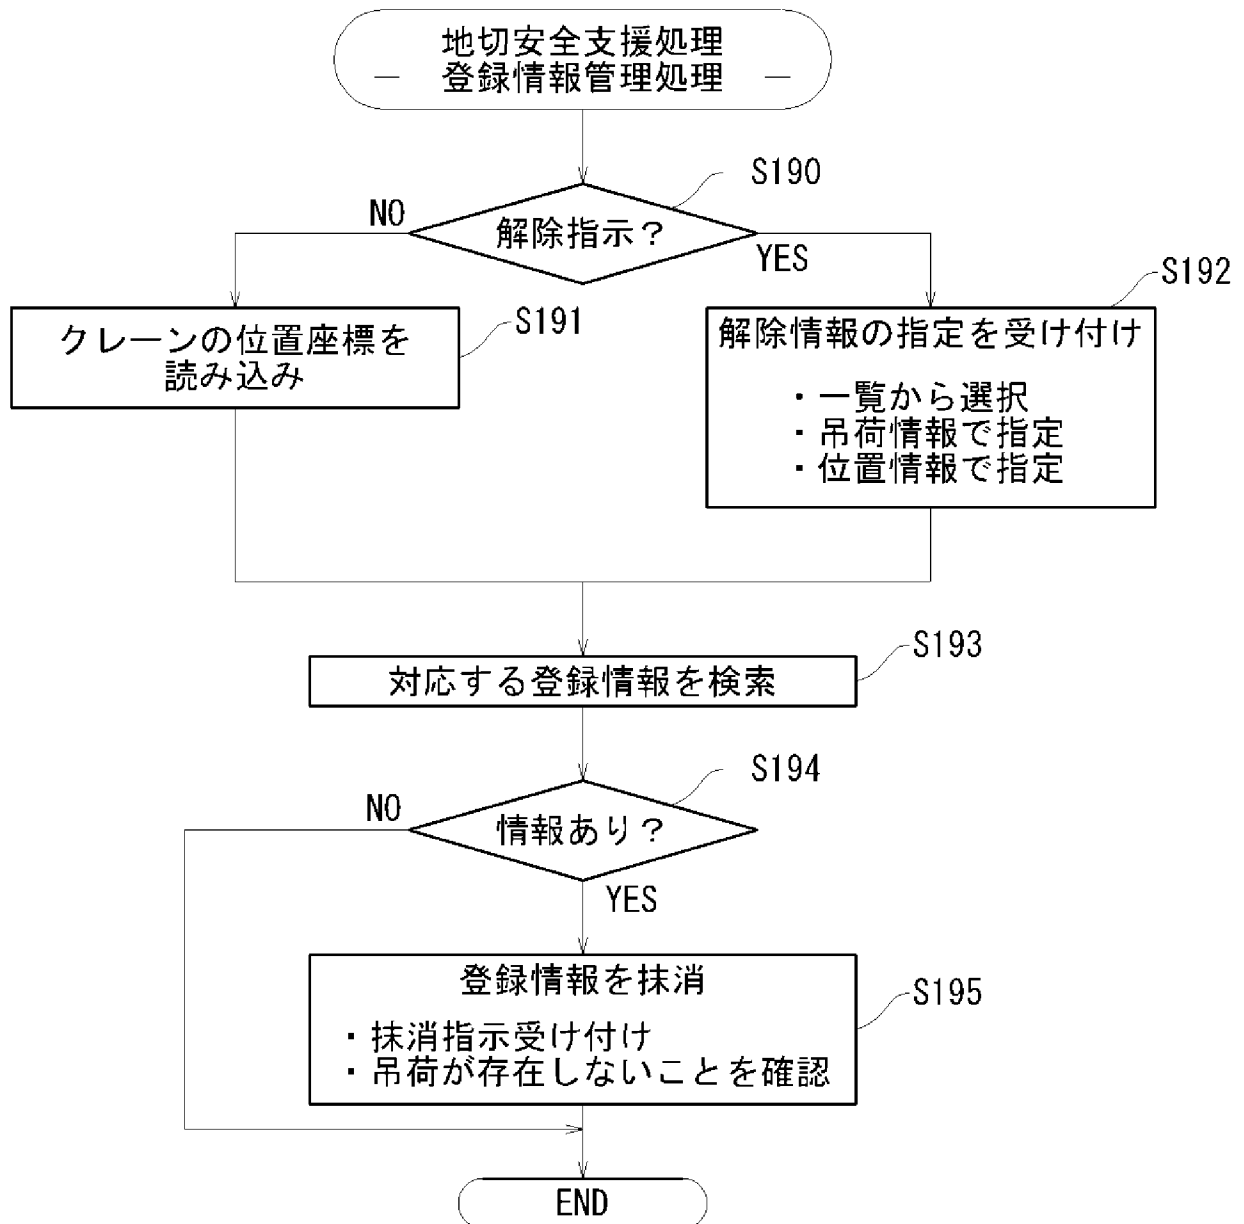 地切安全支援処理
― 登録情報管理処理 ―
S190
NO
解除指示?
YES
S192
クレーンの位置座標を
読み込み
S191
解除情報の指定を受け付け
・一覧から選択
・吊荷情報で指定
・位置情報で指定
S193
対応する登録情報を検索
S194
NO
情報あり?
YES
登録情報を抹消
S195
・抹消指示受け付け
・吊荷が存在しないことを確認
END